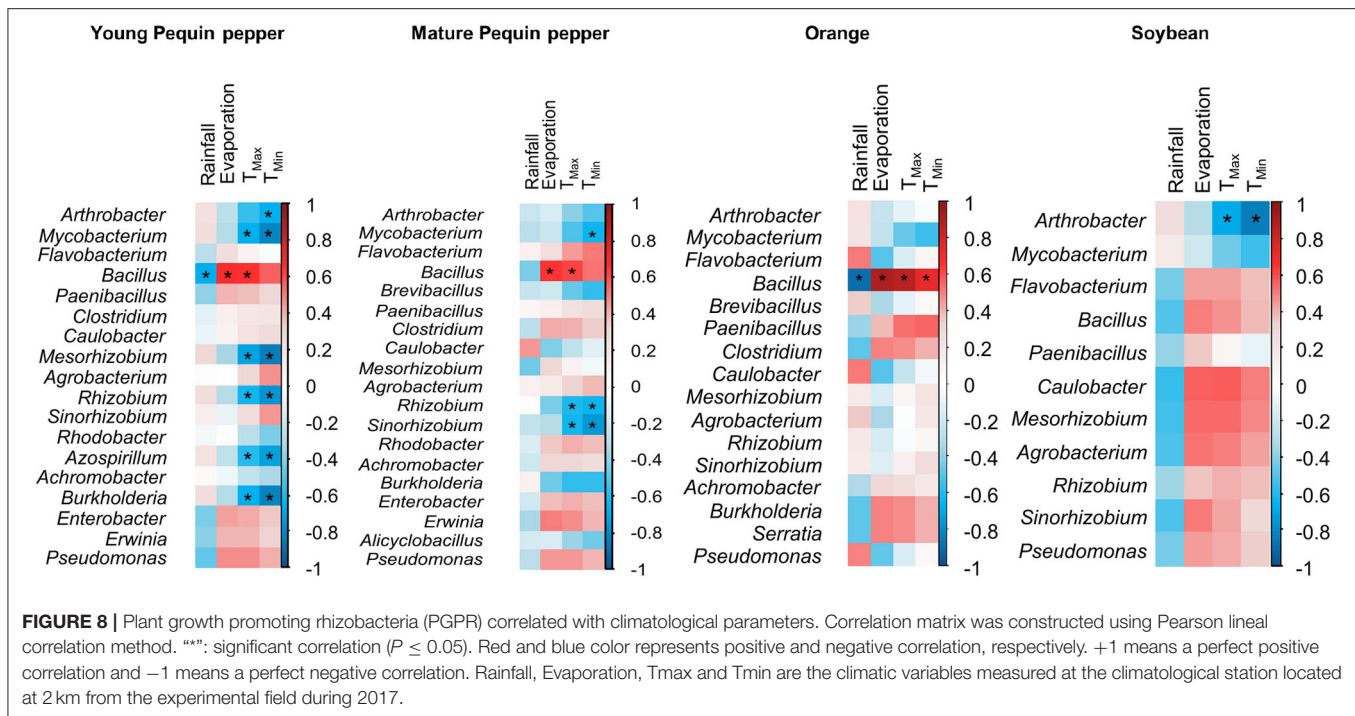 Young Pequin pepper
Rainfall
Evaporation
TMax
TMin
Arthrobacter
Mycobacterium
Flavobacterium
Bacillus
Paenibacillus
Clostridium
Caulobacter
Mesorhizobium
Agrobacterium
Rhizobium
Sinorhizobium
Rhodobacter
Azospirillum
Achromobacter
Burkholderia
Enterobacter
Erwinia
Pseudomonas
*
* *
* * *
* *
* *
* *
* *
1
0.8
0.6
0.4
0.2
0
-0.2
-0.4
-0.6
-0.8
-1
Mature Pequin pepper
Rainfall
Evaporation
TMax
TMin
Arthrobacter
Mycobacterium
Flavobacterium
Bacillus
Brevibacillus
Paenibacillus
Clostridium
Caulobacter
Mesorhizobium
Agrobacterium
Rhizobium
Sinorhizobium
Rhodobacter
Achromobacter
Burkholderia
Enterobacter
Erwinia
Alicyclobacillus
Pseudomonas
*
* *
* *
* *
1
0.8
0.6
0.4
0.2
0
-0.2
-0.4
-0.6
-0.8
-1
Orange
Rainfall
Evaporation
TMax
TMin
Arthrobacter
Mycobacterium
Flavobacterium
Bacillus
Brevibacillus
Paenibacillus
Clostridium
Caulobacter
Mesorhizobium
Agrobacterium
Rhizobium
Sinorhizobium
Achromobacter
Burkholderia
Serratia
Pseudomonas
* * * *
1
0.8
0.6
0.4
0.2
0
-0.2
-0.4
-0.6
-0.8
-1
Soybean
Rainfall
Evaporation
TMax
TMin
Arthrobacter
Mycobacterium
Flavobacterium
Bacillus
Paenibacillus
Caulobacter
Mesorhizobium
Agrobacterium
Rhizobium
Sinorhizobium
Pseudomonas
* *
1
0.8
0.6
0.4
0.2
0
-0.2
-0.4
-0.6
-0.8
-1
FIGURE 8 | Plant growth promoting rhizobacteria (PGPR) correlated with climatological parameters. Correlation matrix was constructed using Pearson lineal
correlation method. “*”: significant correlation (P ≤ 0.05). Red and blue color represents positive and negative correlation, respectively. +1 means a perfect positive
correlation and −1 means a perfect negative correlation. Rainfall, Evaporation, Tmax and Tmin are the climatic variables measured at the climatological station located
at 2 km from the experimental field during 2017.